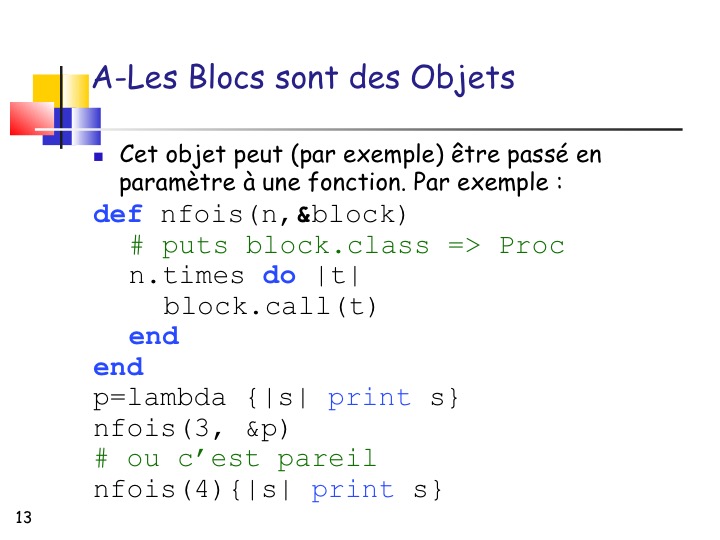 A-Les Blocs sont des Objets
Cet objet peut (par exemple) être passé en
paramètre à une fonction. Par exemple :
def nfois(n,&block)
# puts block.class => Proc
n.times do |t|
block.call(t)
end
end
p=lambda {|s| print s}
nfois(3, &p)
# ou c’est pareil
nfois(4){|s| print s}
13